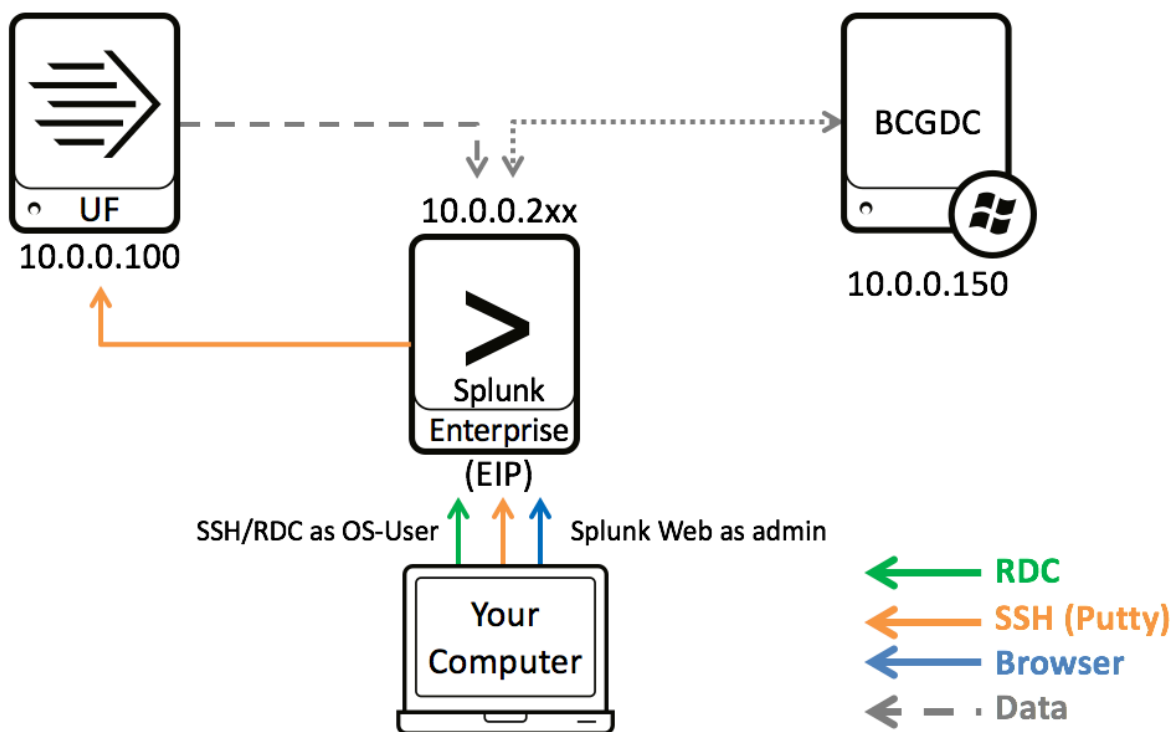 UF
10.0.0.100
BCGDC
10.0.0.150
10.0.0.2xx
Splunk
Enterprise
(EIP)
SSH/RDC as OS-User
Splunk Web as admin
Your
Computer
RDC
SSH (Putty)
Browser
Data